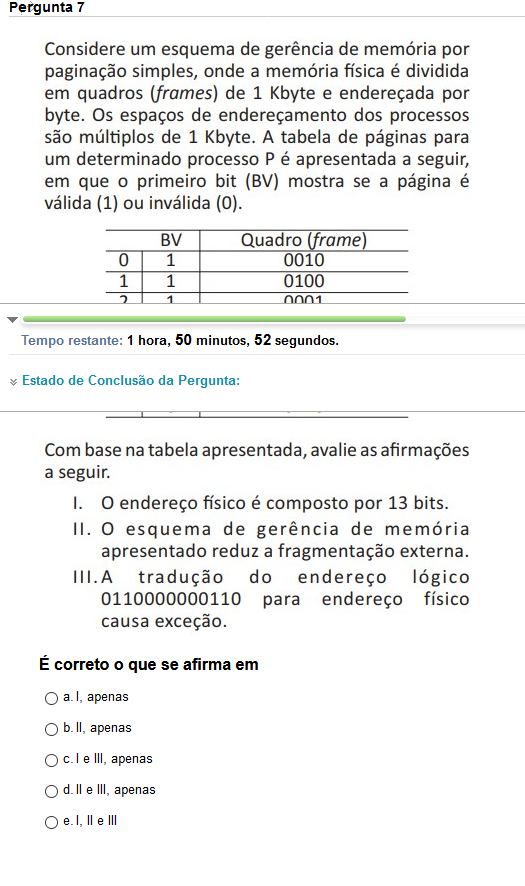 Pergunta 7
Considere um esquema de gerência de memória por
paginação simples, onde a memória física é dividida
em quadros (frames) de 1 Kbyte e endereçada por
byte. Os espaços de endereçamento dos processos
são múltiplos de 1 Kbyte. A tabela de páginas para
um determinado processo P é apresentada a seguir,
em que o primeiro bit (BV) mostra se a página é
válida (1) ou inválida (0).
BV Quadro (frame)
0 1 0010
1 1 0100
2 1 0001
Tempo restante: 1 hora, 50 minutos, 52 segundos.
Estado de Conclusão da Pergunta:
Com base na tabela apresentada, avalie as afirmações
a seguir.
I. O endereço físico é composto por 13 bits.
II. O esquema de gerência de memória
apresentado reduz a fragmentação externa.
III. A tradução do endereço lógico
0110000000110 para endereço físico
causa exceção.
É correto o que se afirma em
a. I, apenas
b. II, apenas
c. I e III, apenas
d. II e III, apenas
e. I, II e III